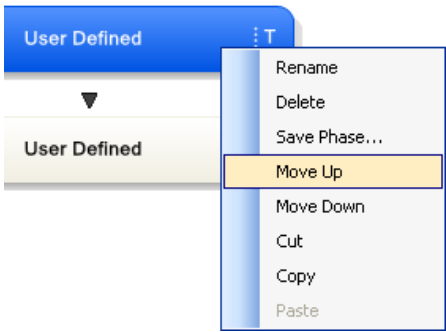 User Defined
T
Rename
Delete
Save Phase...
User Defined
Move Up
Move Down
Cut
Copy
Paste